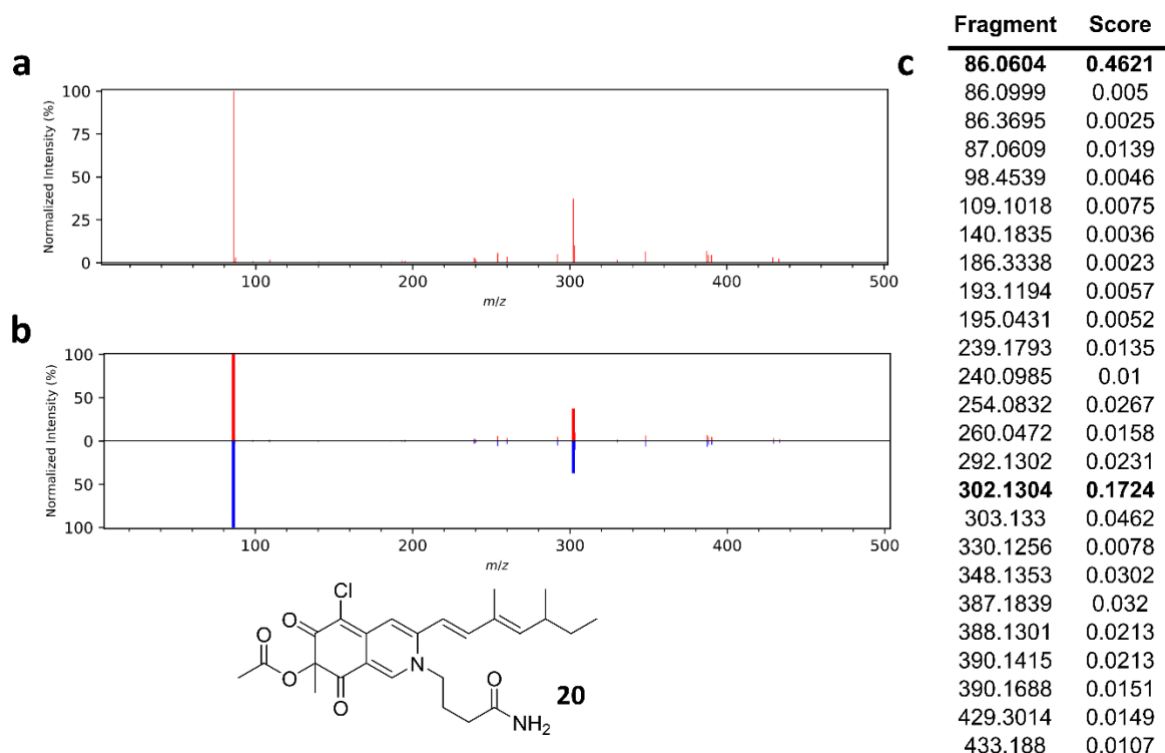 a
Normalized Intensity (%)
100
75
50
25
0
100
200
300
400
500
m/z
b
Normalized Intensity (%)
100
50
0
50
100
100
200
300
400
500
m/z
Cl
O
O
O
N
O
O
NH2
20
c
Fragment Score
86.0604 0.4621
86.0999 0.005
86.3695 0.0025
87.0609 0.0139
98.4539 0.0046
109.1018 0.0075
140.1835 0.0036
186.3338 0.0023
193.1194 0.0057
195.0431 0.0052
239.1793 0.0135
240.0985 0.01
254.0832 0.0267
260.0472 0.0158
292.1302 0.0231
302.1304 0.1724
303.133 0.0462
330.1256 0.0078
348.1353 0.0302
387.1839 0.032
388.1301 0.0213
390.1415 0.0213
390.1688 0.0151
429.3014 0.0149
433.188 0.0107